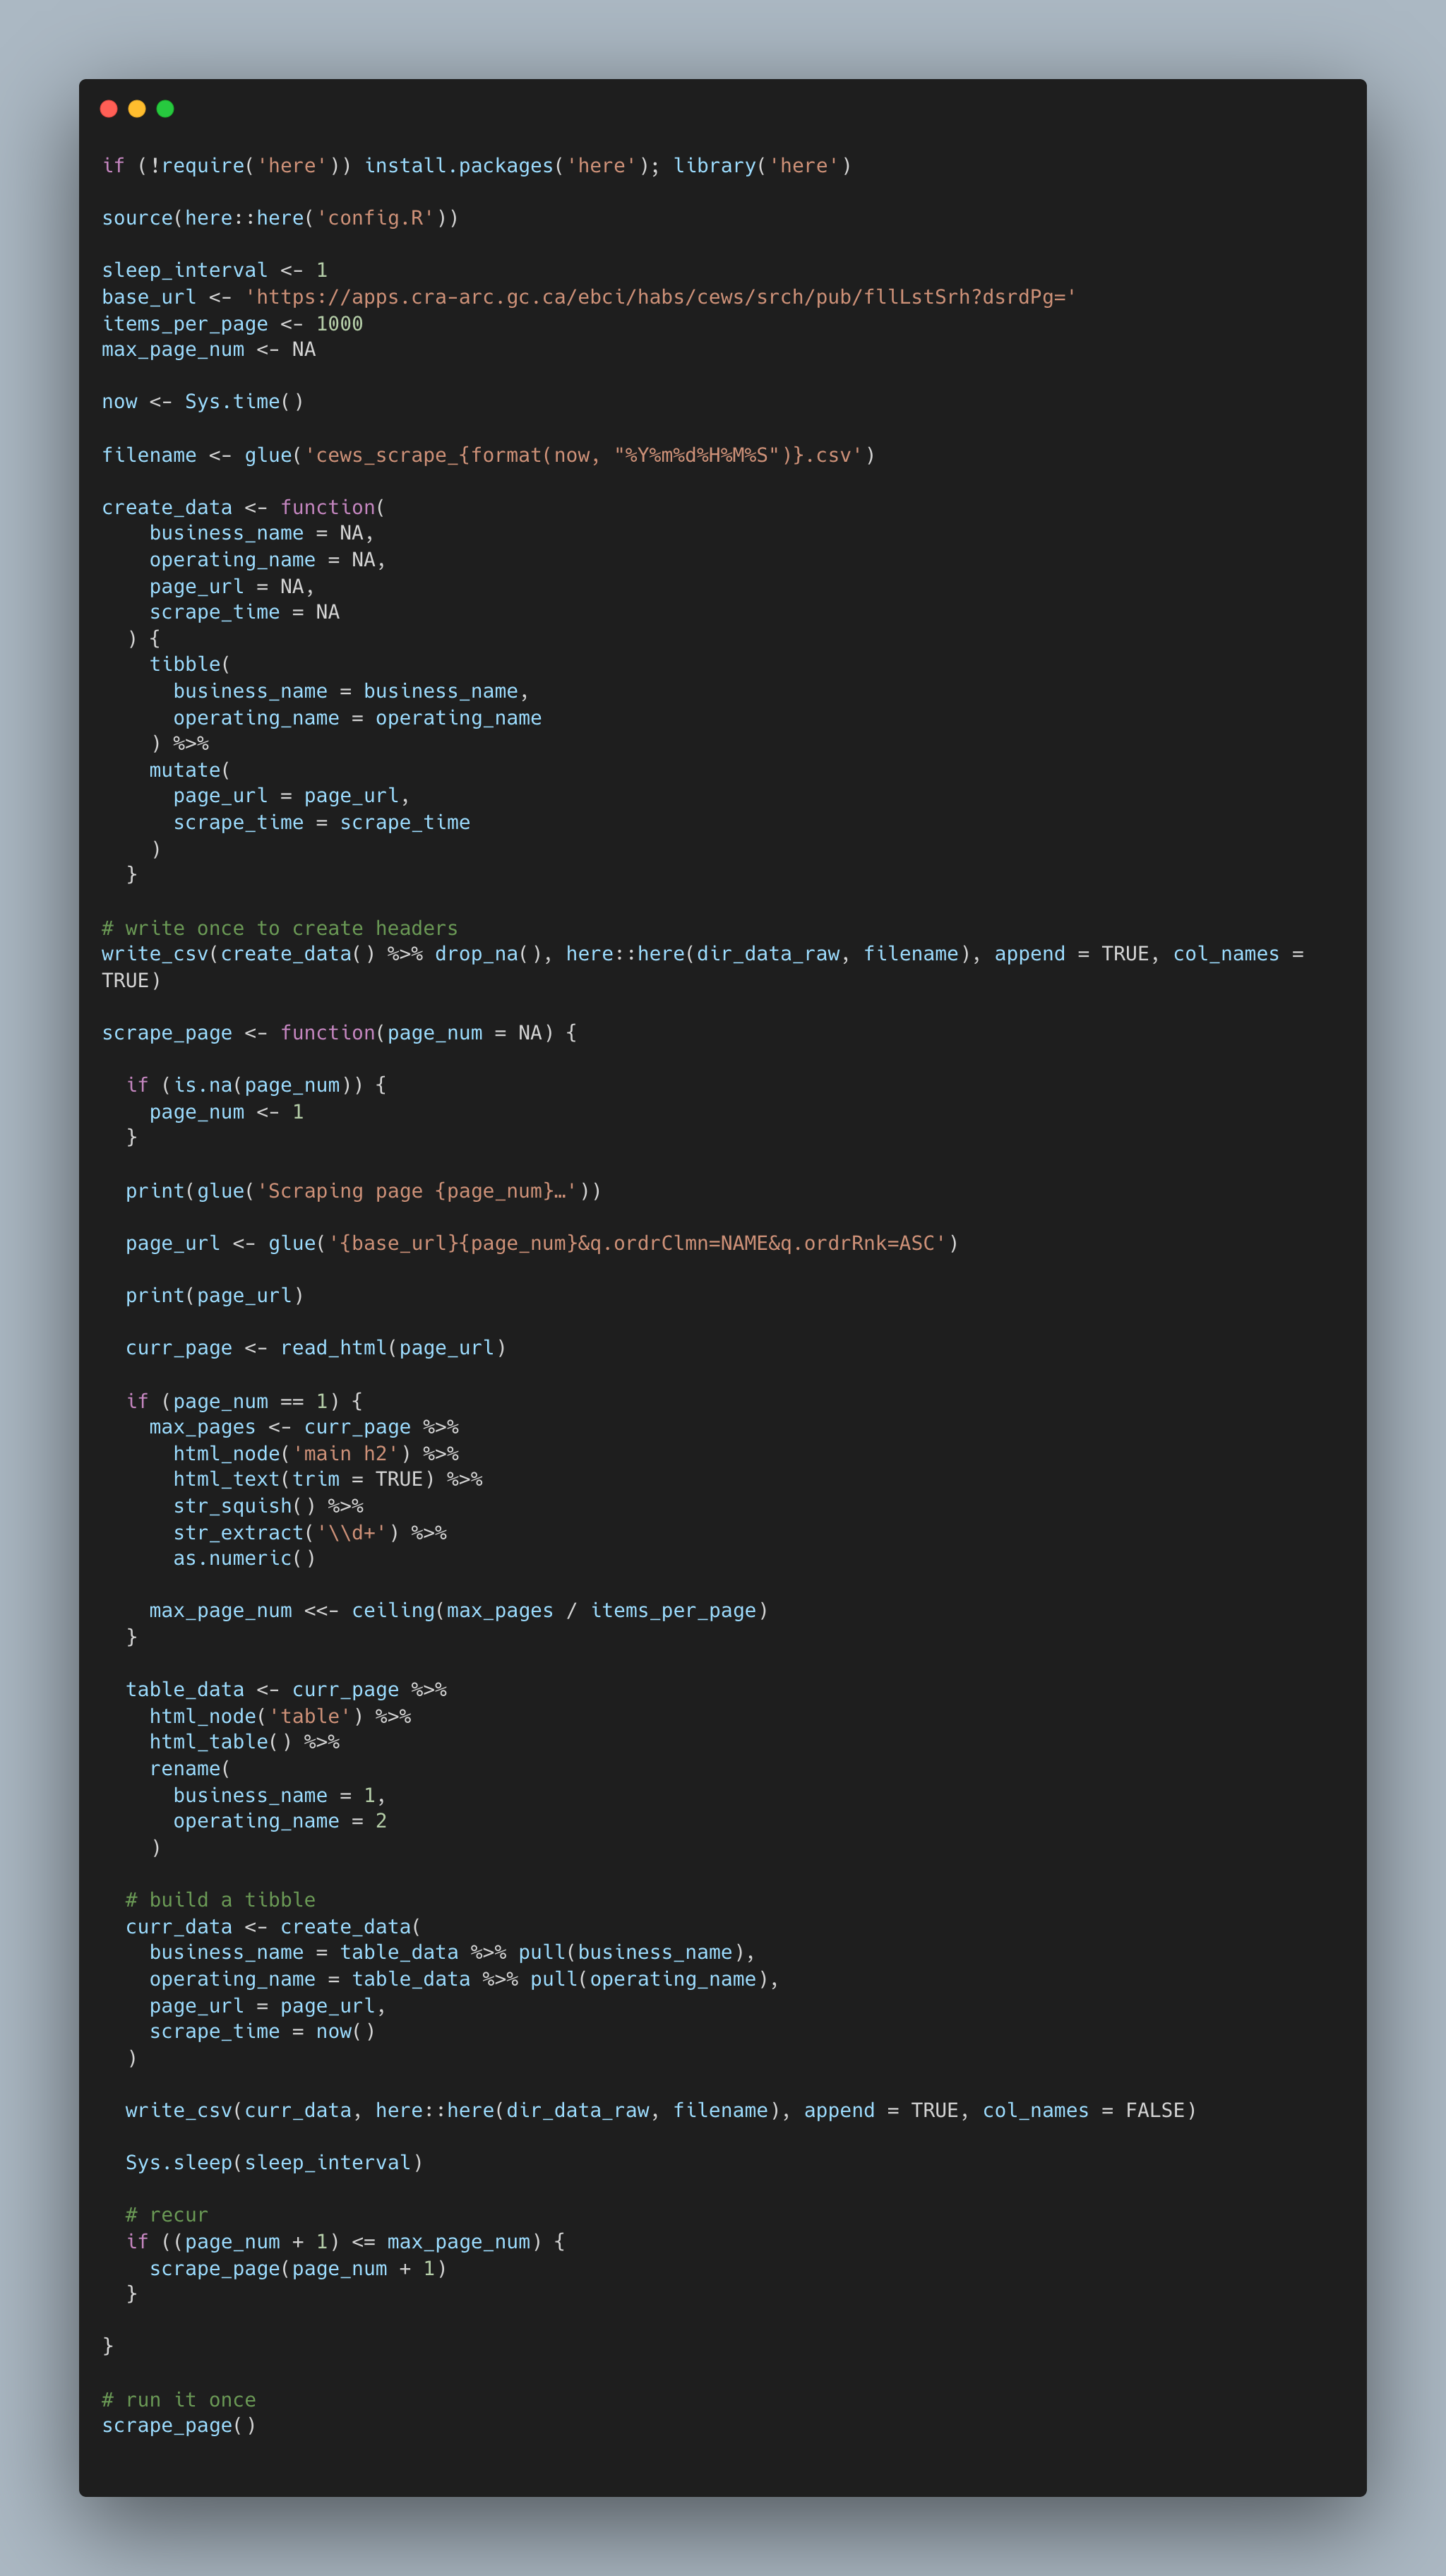 if (!require('here')) install.packages('here'); library('here')

source(here::here('config.R'))

sleep_interval <- 1
base_url <- 'https://apps.cra-arc.gc.ca/ebci/habs/cews/srch/pub/fllLstSrh?dsrdPg='
items_per_page <- 1000
max_page_num <- NA

now <- Sys.time()

filename <- glue('cews_scrape_{format(now, "%Y%m%d%H%M%S")}.csv')

create_data <- function(
    business_name = NA,
    operating_name = NA,
    page_url = NA,
    scrape_time = NA
  ) {
    tibble(
      business_name = business_name,
      operating_name = operating_name
    ) %>%
    mutate(
      page_url = page_url,
      scrape_time = scrape_time
    )
  }

# write once to create headers
write_csv(create_data() %>% drop_na(), here::here(dir_data_raw, filename), append = TRUE, col_names =
TRUE)

scrape_page <- function(page_num = NA) {

  if (is.na(page_num)) {
    page_num <- 1
  }

  print(glue('Scraping page {page_num}…'))

  page_url <- glue('{base_url}{page_num}&q.ordrClmn=NAME&q.ordrRnk=ASC')

  print(page_url)

  curr_page <- read_html(page_url)

  if (page_num == 1) {
    max_pages <- curr_page %>%
      html_node('main h2') %>%
      html_text(trim = TRUE) %>%
      str_squish() %>%
      str_extract('\\d+') %>%
      as.numeric()

    max_page_num <<- ceiling(max_pages / items_per_page)
  }

  table_data <- curr_page %>%
    html_node('table') %>%
    html_table() %>%
    rename(
      business_name = 1,
      operating_name = 2
    )

  # build a tibble
  curr_data <- create_data(
    business_name = table_data %>% pull(business_name),
    operating_name = table_data %>% pull(operating_name),
    page_url = page_url,
    scrape_time = now()
  )

  write_csv(curr_data, here::here(dir_data_raw, filename), append = TRUE, col_names = FALSE)

  Sys.sleep(sleep_interval)

  # recur
  if ((page_num + 1) <= max_page_num) {
    scrape_page(page_num + 1)
  }

}

# run it once
scrape_page()